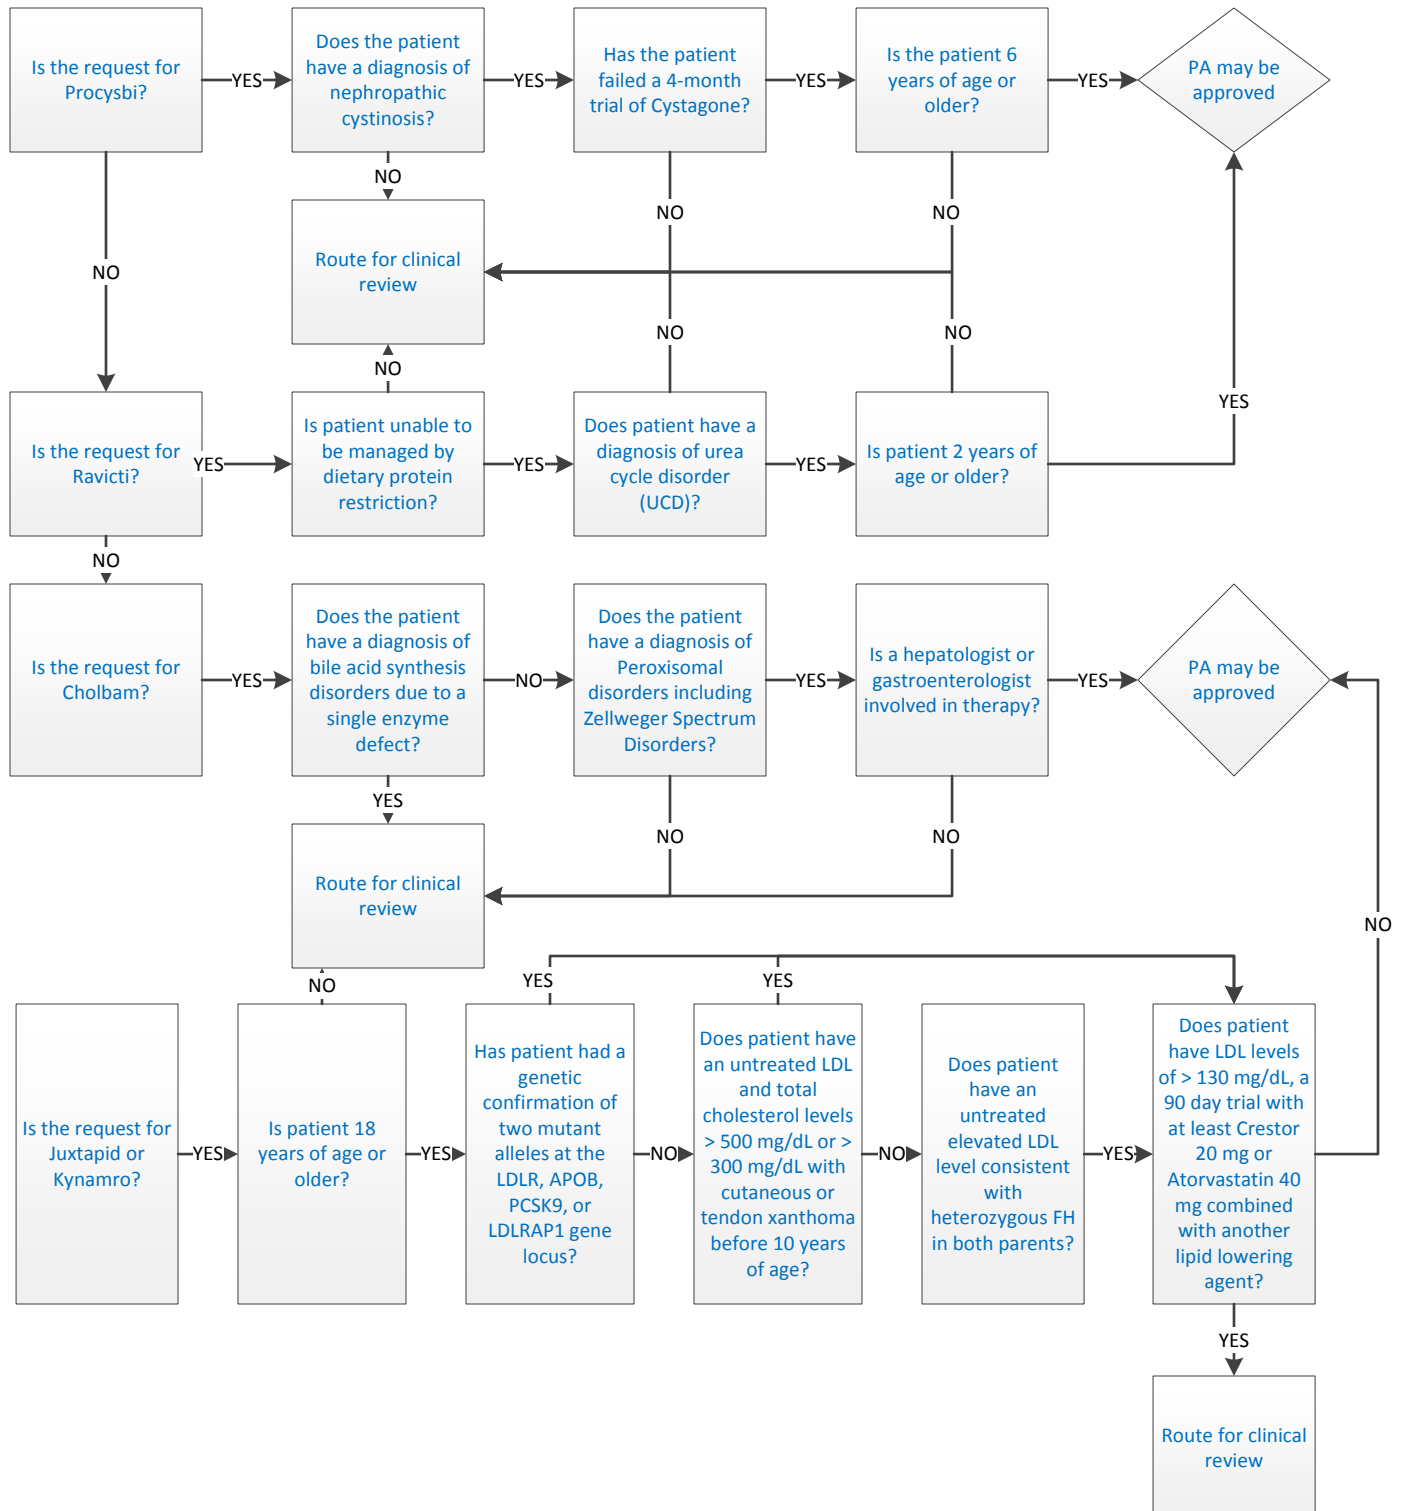 Is the request for
Procysbi?
YES
Does the patient
have a diagnosis of
nephropathic
cystinosis?
YES
Has the patient
failed a 4-month
trial of Cystagone?
YES
Is the patient 6
years of age or
older?
YES
PA may be
approved
NO
NO
NO
NO
Route for clinical
review
NO
NO
NO
YES
Is the request for
Ravicti?
YES
Is patient unable to
be managed by
dietary protein
restriction?
YES
Does patient have a
diagnosis of urea
cycle disorder
(UCD)?
YES
Is patient 2 years of
age or older?
NO
Is the request for
Cholbam?
YES
Does the patient
have a diagnosis of
bile acid synthesis
disorders due to a
single enzyme
defect?
NO
Does the patient
have a diagnosis of
Peroxisomal
disorders including
Zellweger Spectrum
Disorders?
YES
Is a hepatologist or
gastroenterologist
involved in therapy?
YES
PA may be
approved
YES
NO
NO
Route for clinical
review
NO
NO
YES
YES
Is the request for
Juxtapid or
Kynamro?
YES
Is patient 18
years of age or
older?
YES
Has patient had a
genetic
confirmation of
two mutant
alleles at the
LDLR, APOB,
PCSK9, or
LDLRAP1 gene
locus?
NO
Does patient have
an untreated LDL
and total
cholesterol levels
> 500 mg/dL or >
300 mg/dL with
cutaneous or
tendon xanthoma
before 10 years
of age?
NO
Does patient
have an
untreated
elevated LDL
level consistent
with
heterozygous FH
in both parents?
YES
Does patient
have LDL levels
of > 130 mg/dL, a
90 day trial with
at least Crestor
20 mg or
Atorvastatin 40
mg combined
with another
lipid lowering
agent?
YES
Route for clinical
review